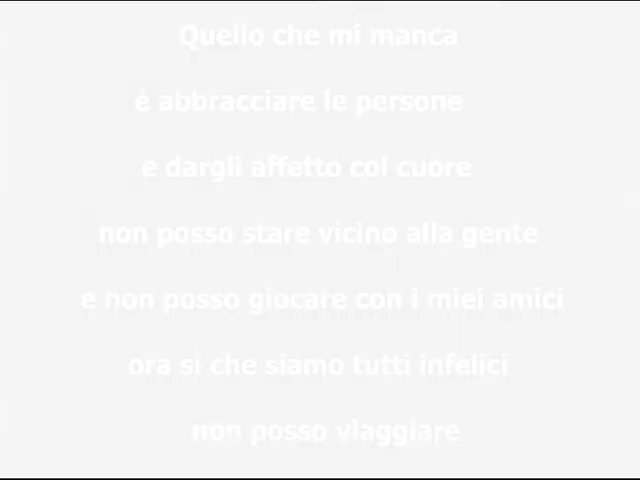 Quello che mi manca
è abbracciare le persone
e dargli affetto col cuore
non posso stare vicino alla gente
e non posso giocare con i miei amici
ora si che siamo tutti infelici
non posso viaggiare